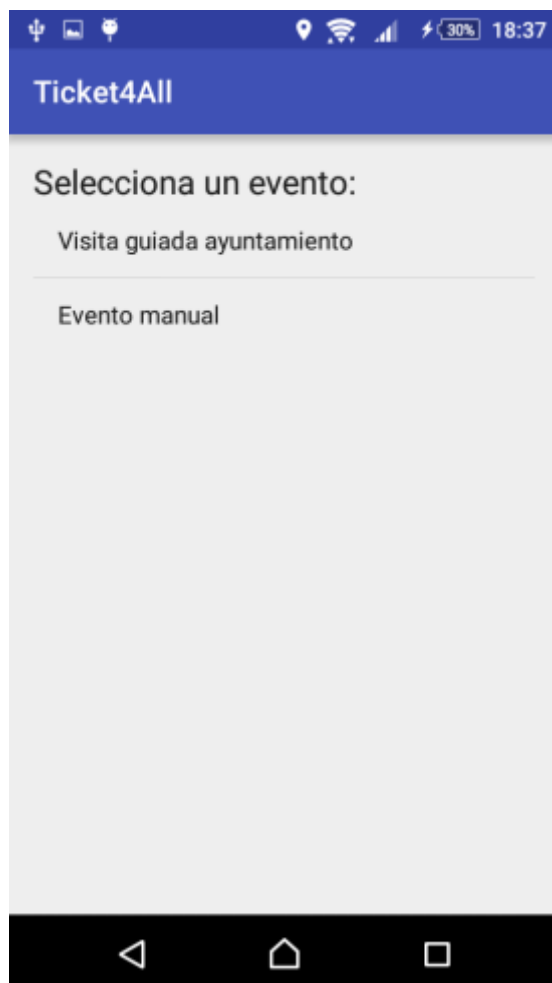 30% 18:37
Ticket4All
Selecciona un evento:
Visita guiada ayuntamiento
Evento manual